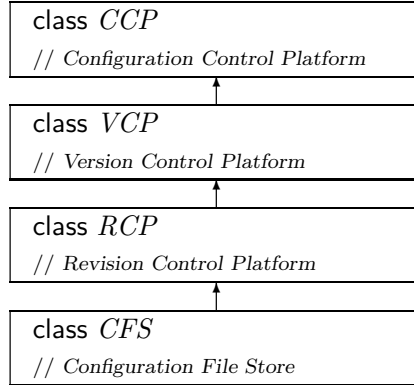 class CCP
// Configuration Control Platform
class VCP
// Version Control Platform
class RCP
// Revision Control Platform
class CFS
// Configuration File Store